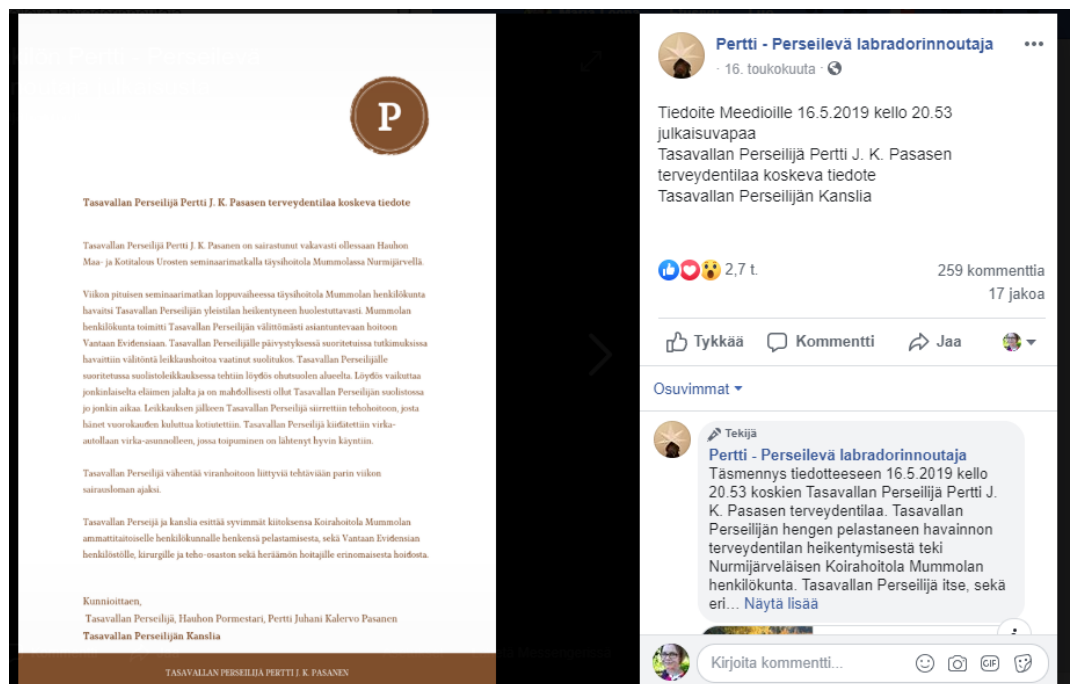 P
Tasavallan Perseilijä Pertti J. K. Pasasen terveydentilaa koskeva tiedote
Tasavallan Perseilijä Pertti J. K. Pasanen on sairastunut vakavasti ollessaan Hauhon
Maa- ja Kotitalous Urosten seminaarimatkalla täysihoitola Mummolassa Nurmijärvellä.
Viikon pituisen seminaarimatkan loppuvaiheessa täysihoitola Mummolan henkilökunta
havaitsi Tasavallan Perseilijän yleistilan heikentyneen huolestuttavasti. Mummolan
henkilökunta toimitti Tasavallan Perseilijän välittömästi asiantuntevaan hoitoon
Vantaan Evidensiaan. Tasavallan Perseilijälle päivystyksessä suoritetuissa tutkimuksissa
havaittiin välitöntä leikkaushoitoa vaatinut suolitukos. Tasavallan Perseilijälle
suoritetussa suolistoleikkauksessa tehtiin löydös ohutsuolen alueelta. Löydös vaikuttaa
jonkinlaiselta eläimen jalalta ja on mahdollisesti ollut Tasavallan Perseilijän suolistossa
jo jonkin aikaa. Leikkauksen jälkeen Tasavallan Perseilijä siirrettiin tehohoitoon, josta
hänet vuorokauden kuluttua kotiutettiin. Tasavallan Perseilijä kiidätettiin virka-
autollaan virka-asunnolleen, jossa toipuminen on lähtenyt hyvin käyntiin.
Tasavallan Perseilijä vähentää viranhoitoon liittyviä tehtäviään parin viikon
sairausloman ajaksi.
Tasavallan Perseijä ja kanslia esittää syvimmät kiitoksensa Koirahoitola Mummolan
ammattitaitoiselle henkilökunnalle henkensä pelastamisesta, sekä Vantaan Evidensian
henkilöstölle, kirurgille ja teho-osaston sekä heräämön hoitajille erinomaisesta hoidosta.
Kunnioittaen,
Tasavallan Perseilijä, Hauhon Pormestari, Pertti Juhani Kalervo Pasanen
Tasavallan Perseilijän Kanslia
TASAVALLAN PERSEILIJÄ PERTTI J. K. PASANEN
Pertti - Perseilevä labradorinnoutaja
· 16. toukokuuta ·
Tiedoite Meedioille 16.5.2019 kello 20.53
julkaisuvapaa
Tasavallan Perseilijä Pertti J. K. Pasasen
terveydentilaa koskeva tiedote
Tasavallan Perseilijän Kanslia
2,7 t.
259 kommenttia
17 jakoa
Tykkää Kommentti Jaa
Osuvimmat
Tekijä
Pertti - Perseilevä labradorinnoutaja
Täsmennys tiedotteeseen 16.5.2019 kello
20.53 koskien Tasavallan Perseilijä Pertti J.
K. Pasasen terveydentilaa. Tasavallan
Perseilijän hengen pelastaneen havainnon
terveydentilan heikentymisestä teki
Nurmijärveläisen Koirahoitola Mummolan
henkilökunta. Tasavallan Perseilijä itse, sekä
eri… Näytä lisää
Kirjoita kommentti...
GIF